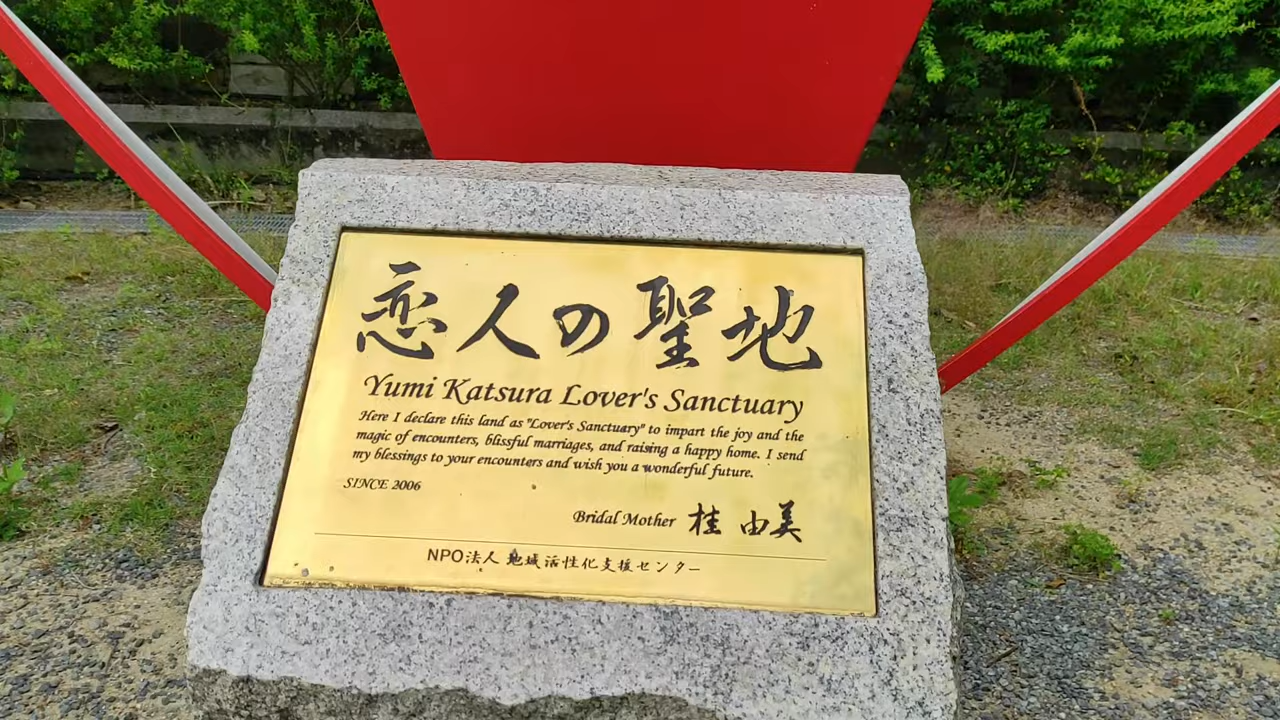 恋人の聖地
Yumi Katsura Lover's Sanctuary
Here I declare this land as "Lover's Sanctuary" to impart the joy and the
magic of encounters, blissful marriages, and raising a happy home. I send
my blessings to your encounters and wish you a wonderful future.
SINCE 2006
Bridal Mother 桂 由美
NPO法人 地域活性化支援センター